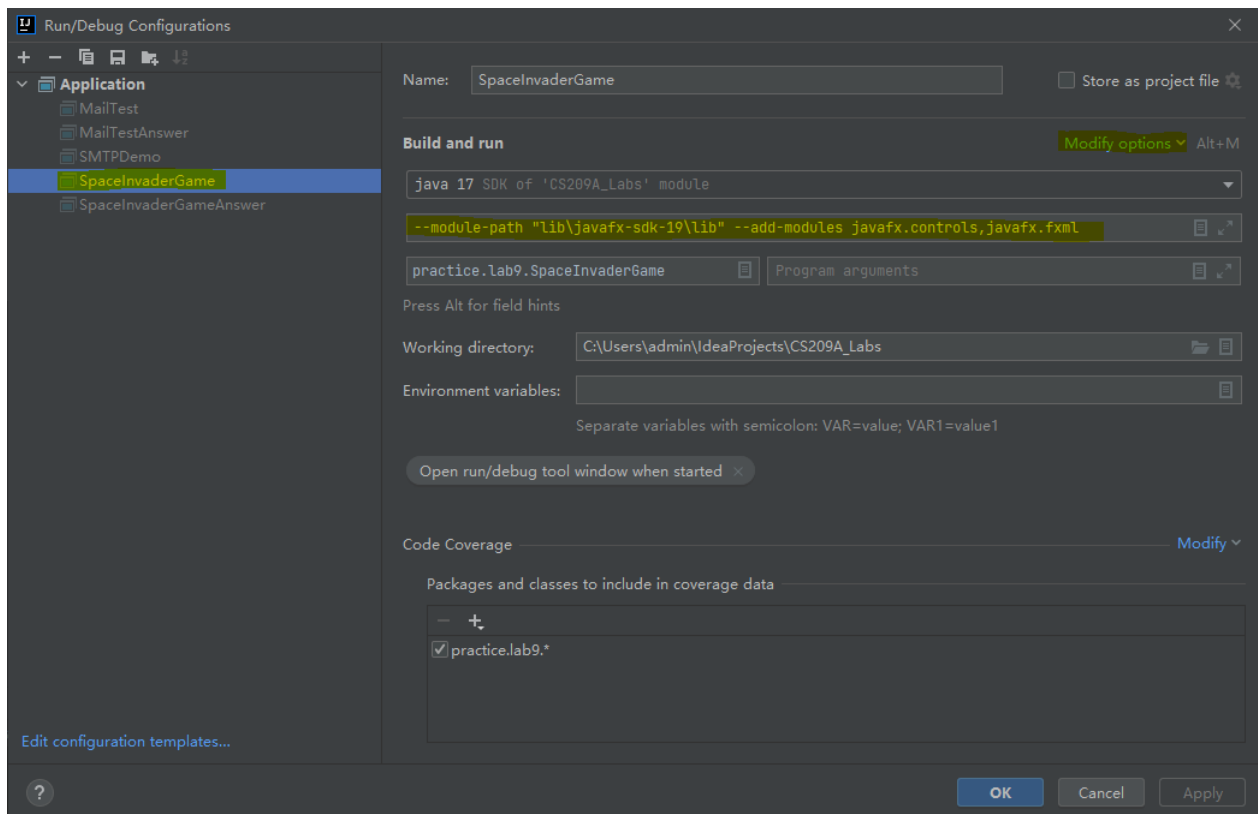 Run/Debug Configurations
Application
MailTest
MailTestAnswer
SMTPDemo
SpaceInvaderGame
SpaceInvaderGameAnswer
Edit configuration templates...
Name: SpaceInvaderGame Store as project file
Build and run Modify options Alt+M
java 17 SDK of 'CS209A_Labs' module
--module-path "lib\javafx-sdk-19\lib" --add-modules javafx.controls,javafx.fxml
practice.lab9.SpaceInvaderGame Program arguments
Press Alt for field hints
Working directory: C:\Users\admin\IdeaProjects\CS209A_Labs
Environment variables:
Separate variables with semicolon: VAR=value; VAR1=value1
Open run/debug tool window when started ×
Code Coverage Modify
Packages and classes to include in coverage data
practice.lab9.*
? OK Cancel Apply